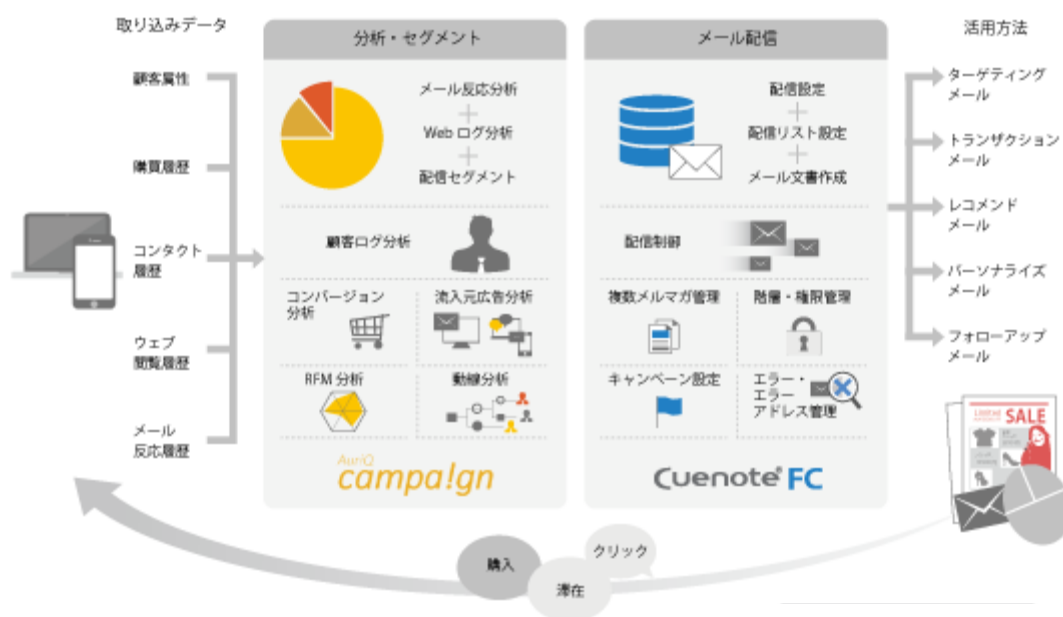 取り込みデータ
顧客属性
購買履歴
コンタクト
履歴
ウェブ
閲覧履歴
メール
反応履歴
分析・セグメント
メール反応分析
+
Web ログ分析
+
配信セグメント
顧客ログ分析
コンバージョン
分析
流入元広告分析
RFM 分析
動線分析
AuriQ
campa!gn
メール配信
配信設定
+
配信リスト設定
+
メール文書作成
配信制御
複数メルマガ管理
階層・権限管理
キャンペーン設定
エラー・
エラー
アドレス管理
Cuenote® FC
活用方法
ターゲティング
メール
トランザクション
メール
レコメンド
メール
パーソナライズ
メール
フォローアップ
メール
Limited
SALE
クリック
滞在
購入